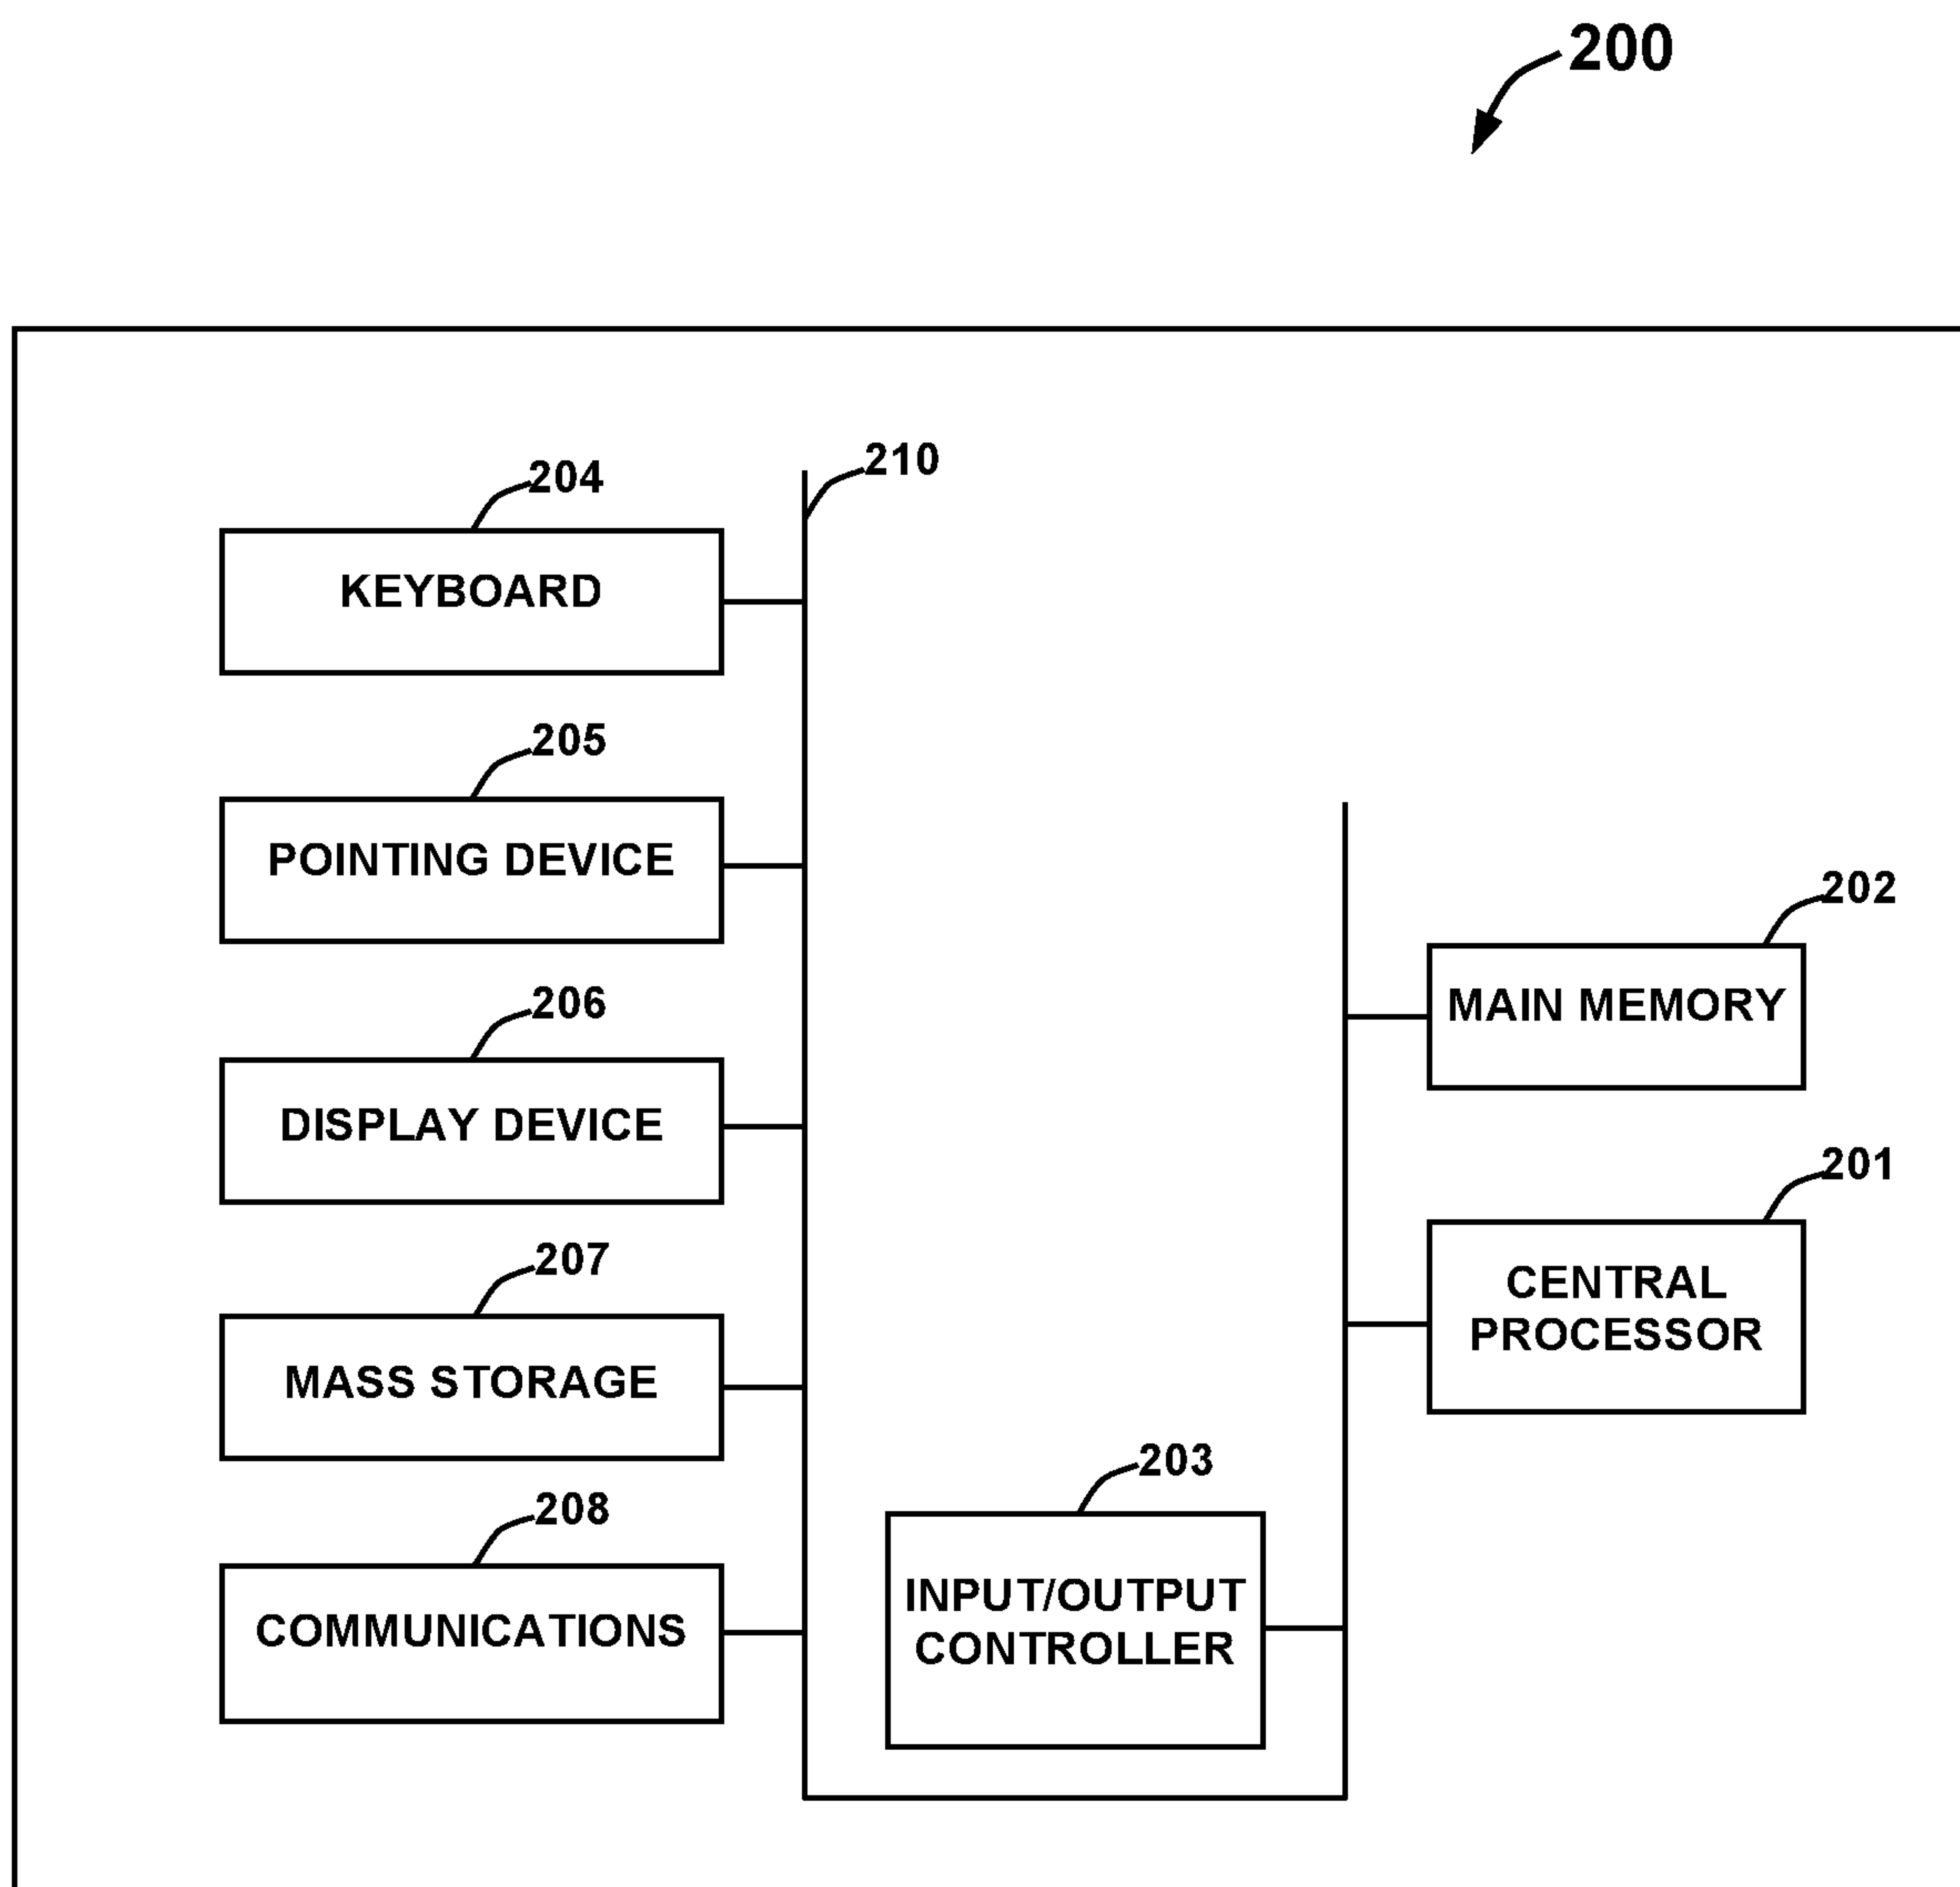 200
210
204
KEYBOARD
205
POINTING DEVICE
202
MAIN MEMORY
206
DISPLAY DEVICE
201
CENTRAL
PROCESSOR
207
MASS STORAGE
203
INPUT/OUTPUT
CONTROLLER
208
COMMUNICATIONS